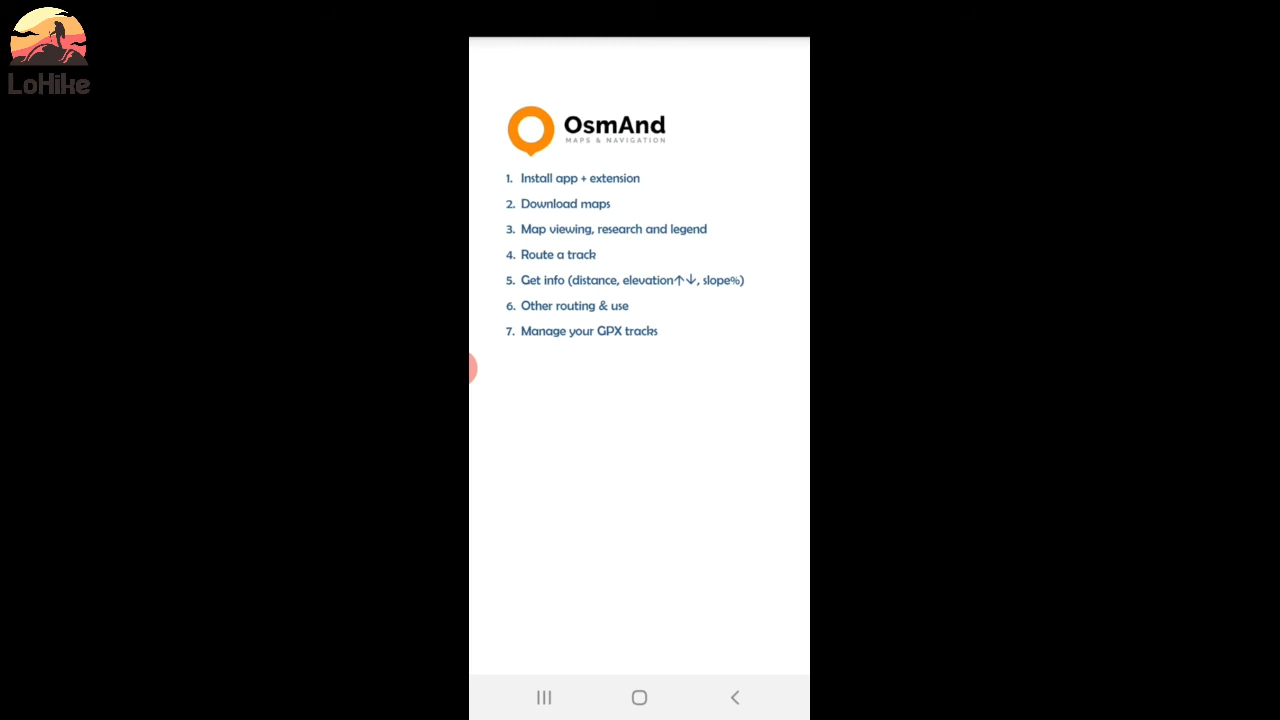 LoHike
OsmAnd
MAPS & NAVIGATION
1. Install app + extension
2. Download maps
3. Map viewing, research and legend
4. Route a track
5. Get info (distance, elevation↑↓, slope%)
6. Other routing & use
7. Manage your GPX tracks